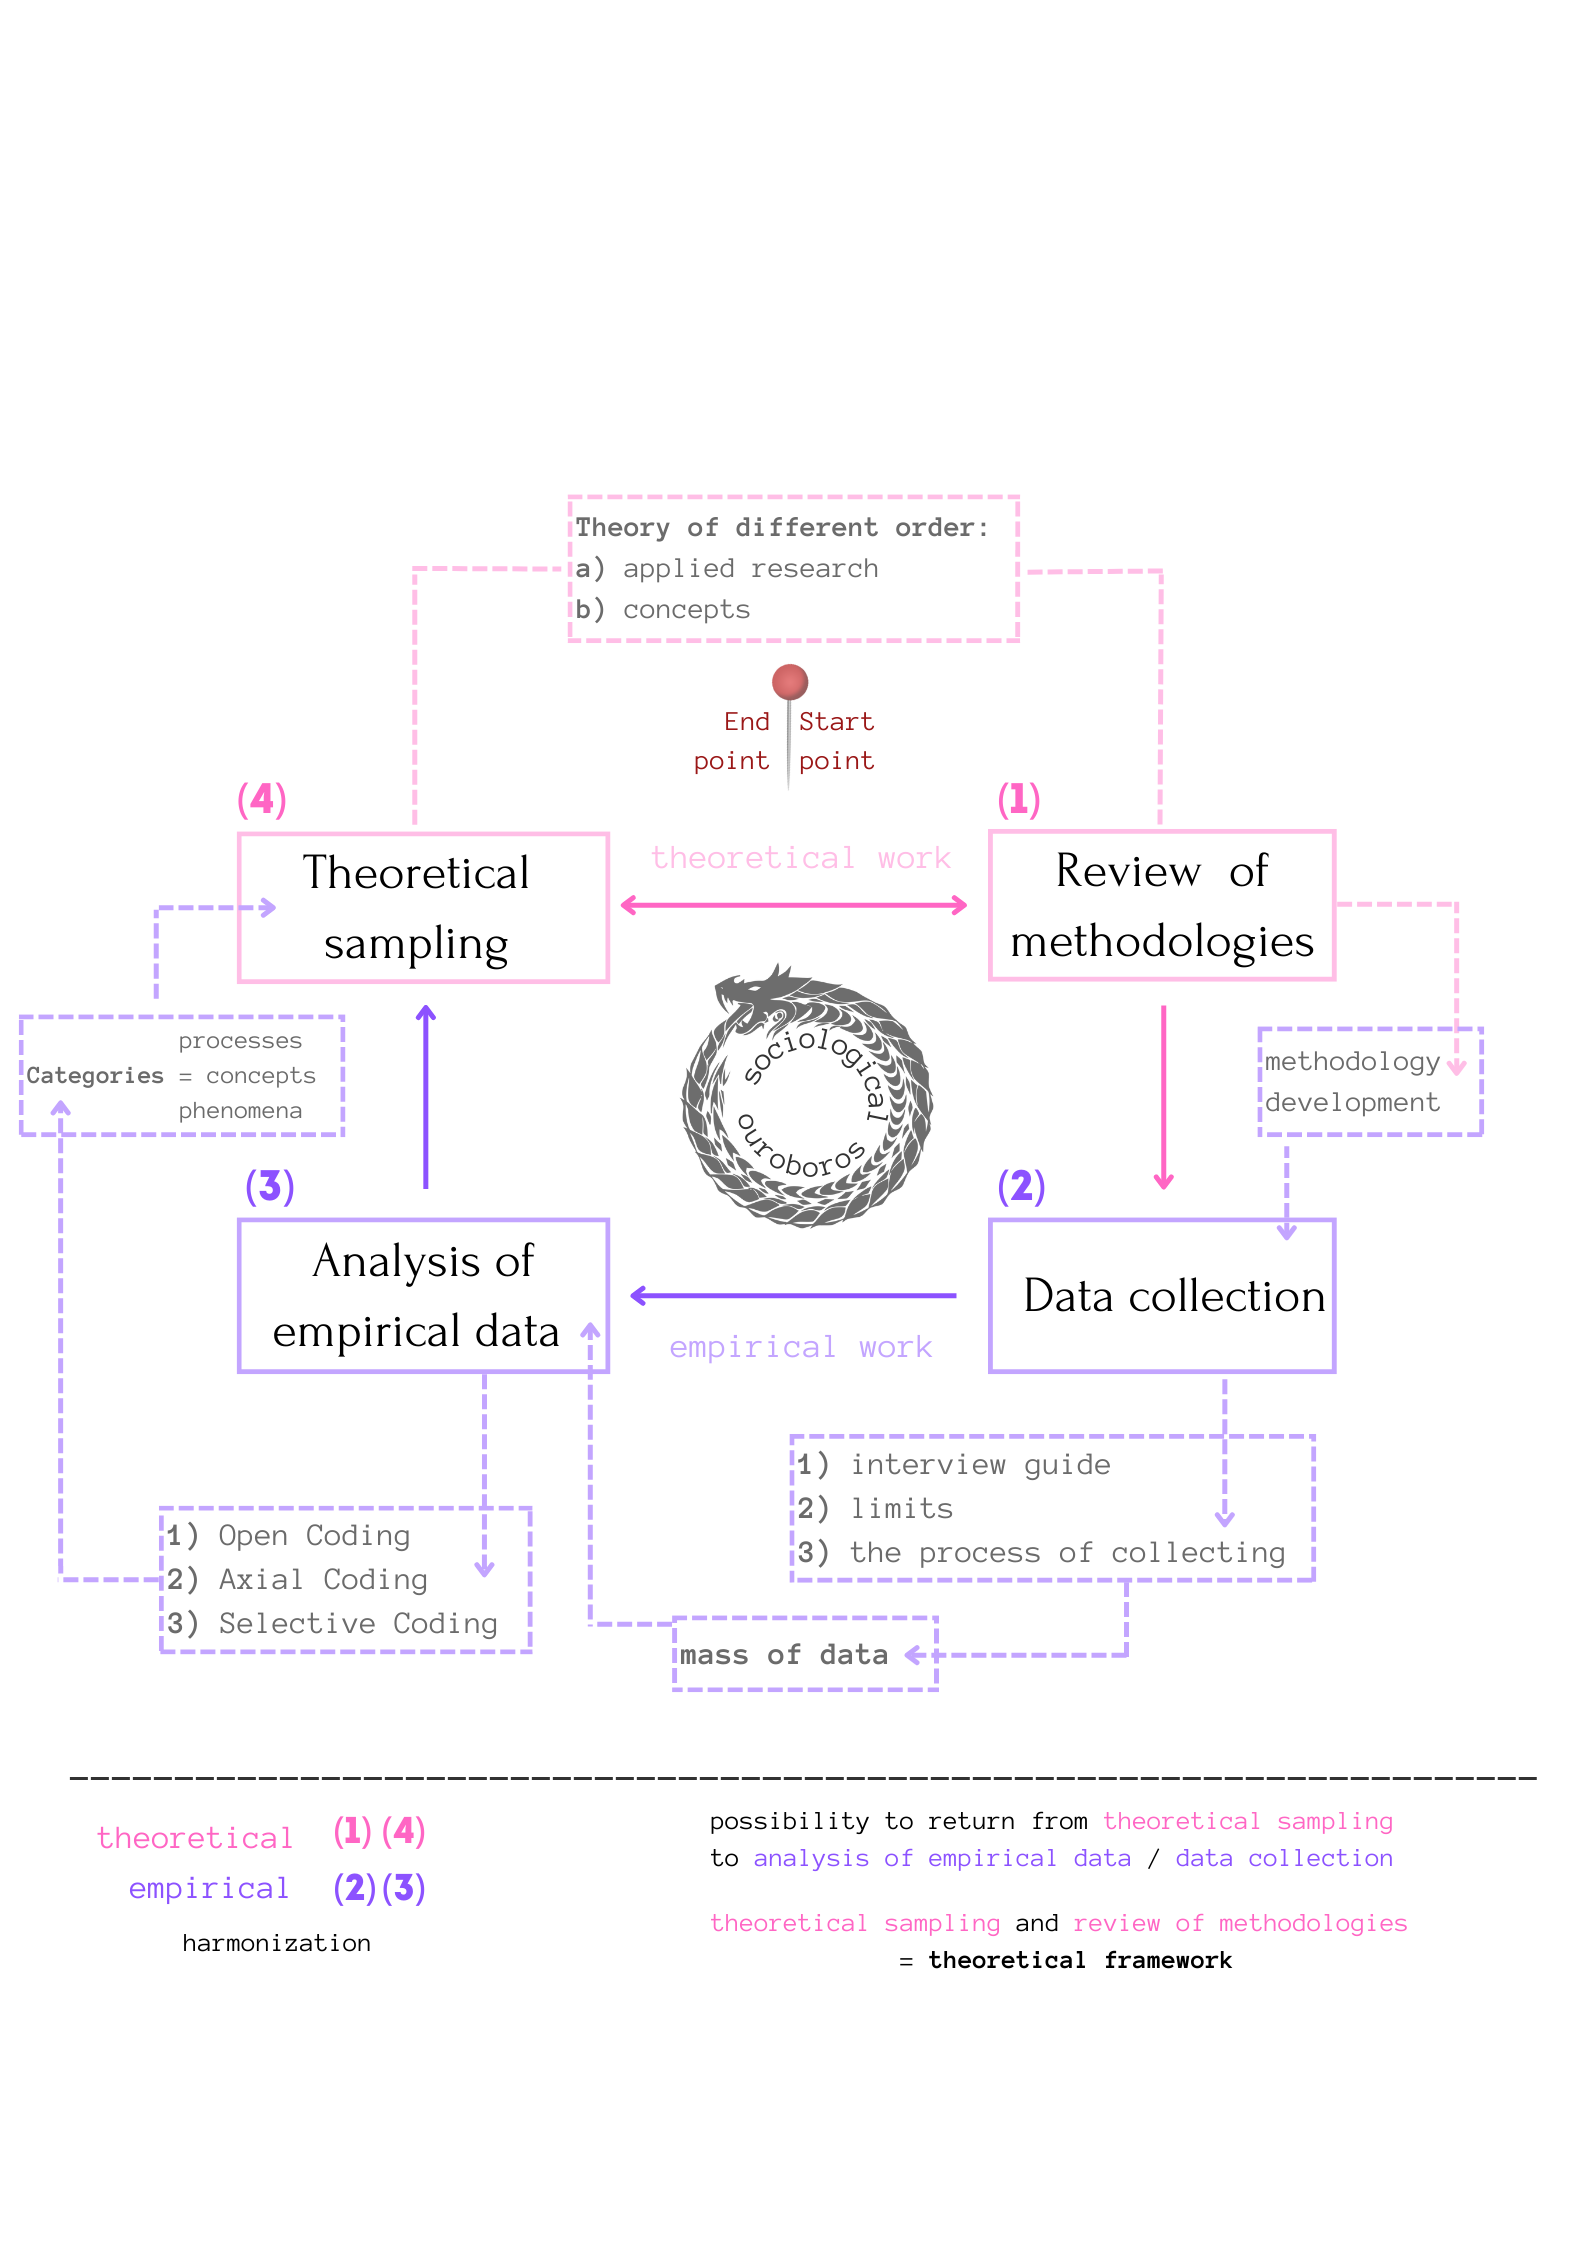 Theory of different order:
a) applied research
b) concepts
End Start
point point
(4)
(1)
Theoretical
sampling
theoretical work
Review of
methodologies
processes
Categories = concepts
phenomena
sociological
ouroboros
methodology
development
(3)
(2)
Analysis of
empirical data
empirical work
Data collection
1) interview guide
2) limits
3) the process of collecting
1) Open Coding
2) Axial Coding
3) Selective Coding
mass of data
theoretical (1) (4)
empirical (2) (3)
harmonization
possibility to return from theoretical sampling
to analysis of empirical data / data collection
theoretical sampling and review of methodologies
= theoretical framework